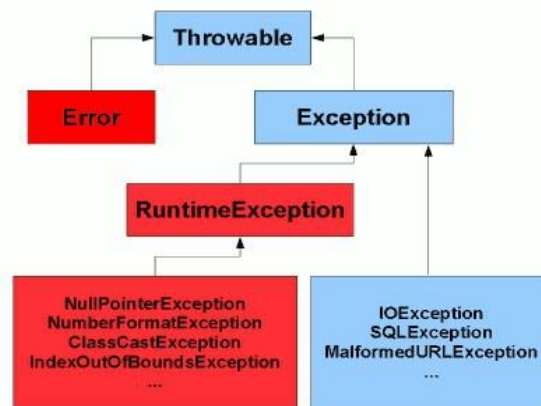 Throwable
Error
Exception
RuntimeException
NullPointerException
NumberFormatException
ClassCastException
IndexOutOfBoundsException
...
IOException
SQLException
MalformedURLException
...